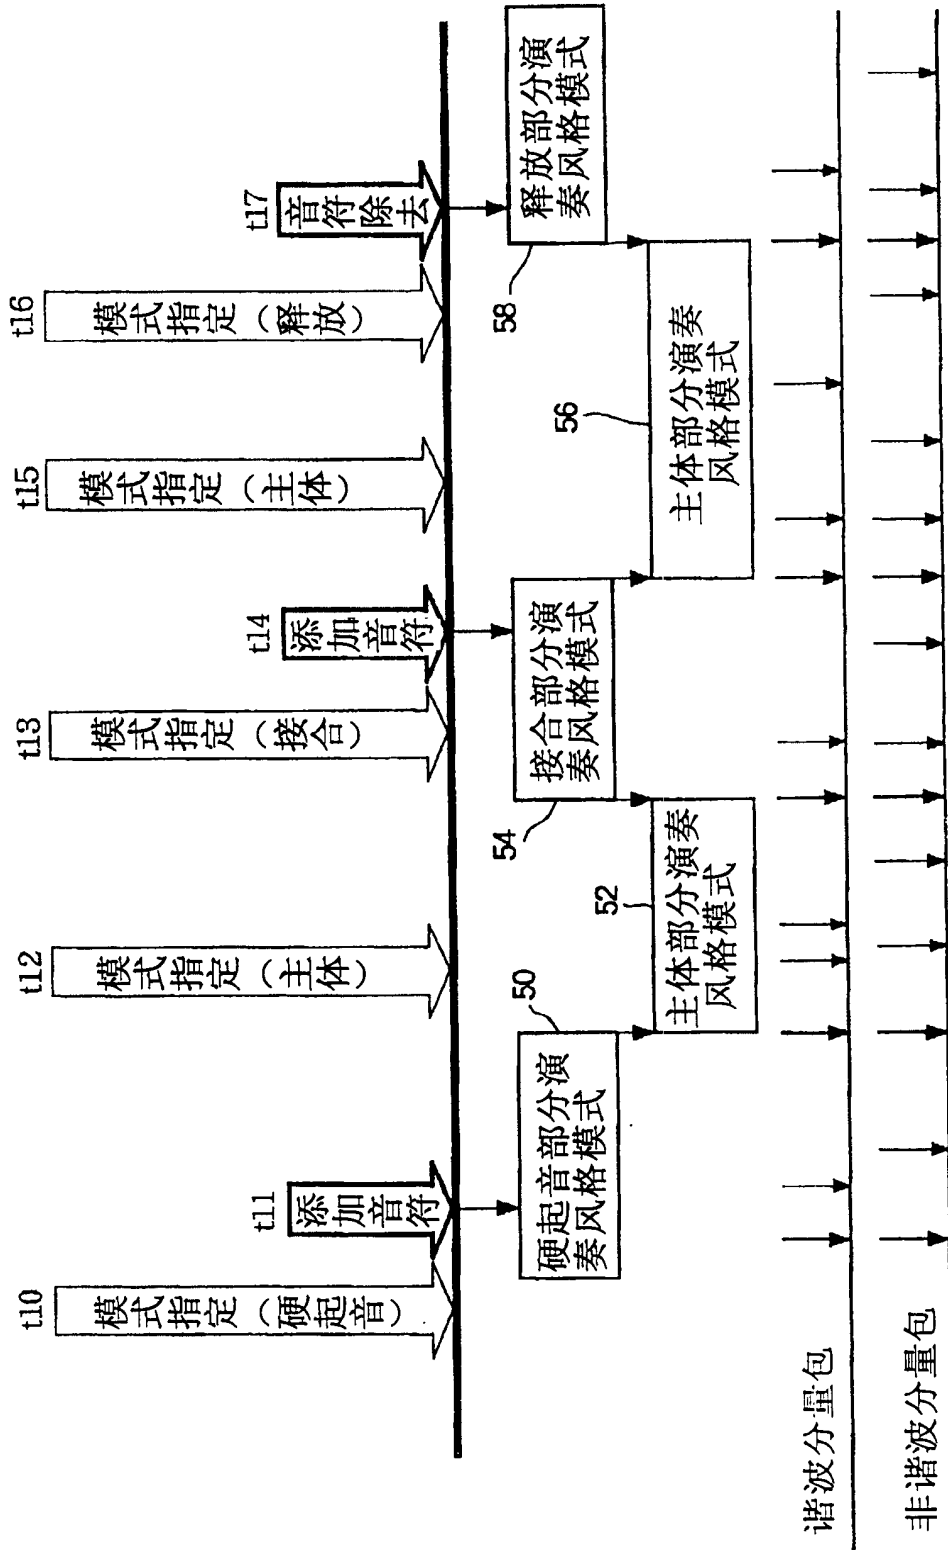 t10
模式指定（硬起音）
t11
添加音符
t12
模式指定（主体）
t13
模式指定（接合）
t14
添加音符
t15
模式指定（主体）
t16
模式指定（释放）
t17
音符除去
硬起音部分演
奏风格模式
50
主体部分演奏
风格模式
52
接合部分演
奏风格模式
54
主体部分演奏
风格模式
56
释放部分演
奏风格模式
58
谐波分量包
非谐波分量包